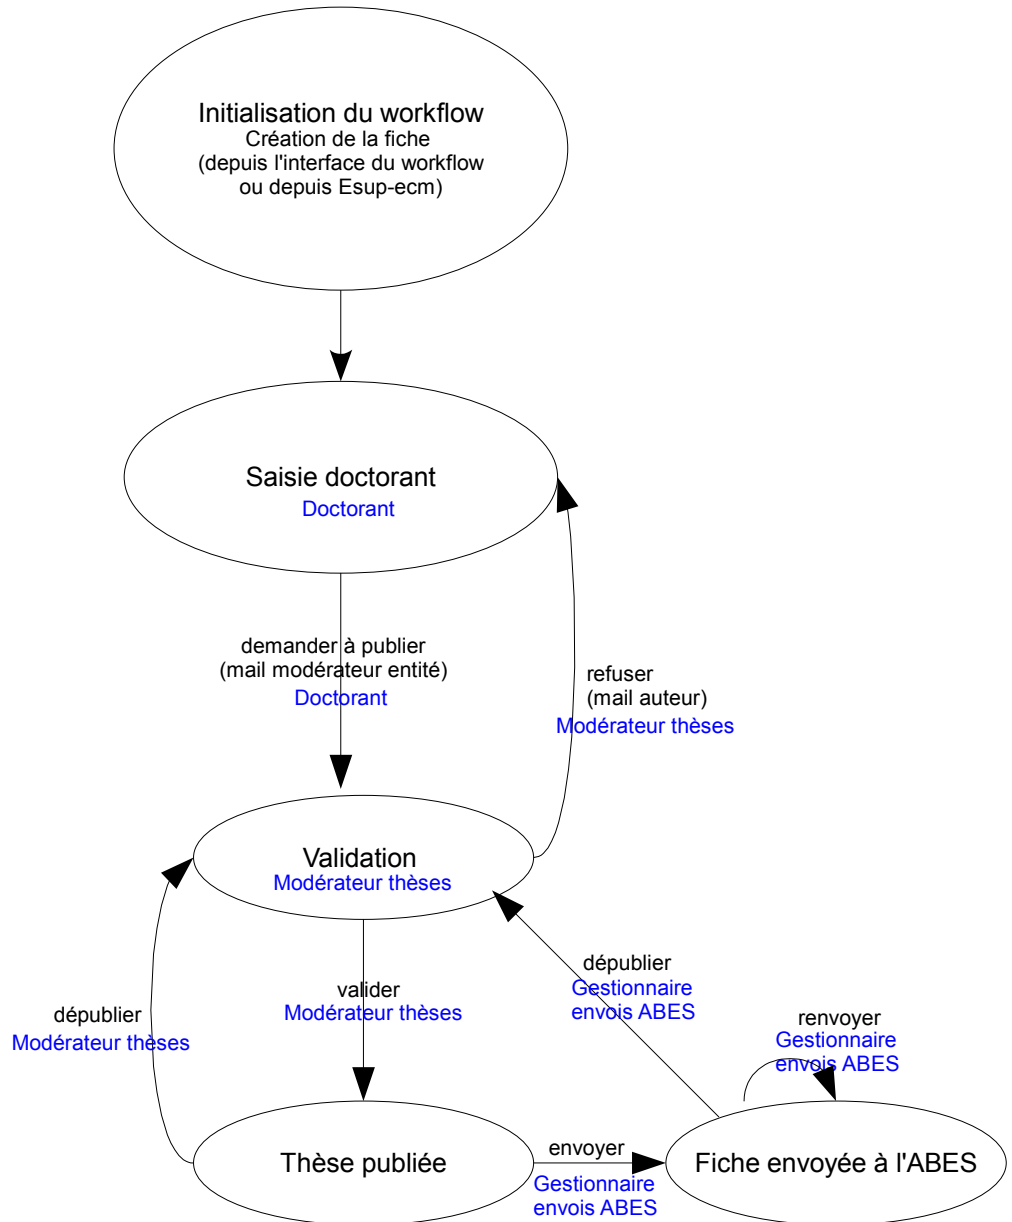 Initialisation du workflow
Création de la fiche
(depuis l'interface du workflow
ou depuis Esup-ecm)
Saisie doctorant
Doctorant
demander à publier
(mail modérateur entité)
Doctorant
refuser
(mail auteur)
Modérateur thèses
Validation
Modérateur thèses
dépublier
Gestionnaire
envois ABES
valider
Modérateur thèses
dépublier
Modérateur thèses
renvoyer
Gestionnaire
envois ABES
Thèse publiée
envoyer
Gestionnaire
envois ABES
Fiche envoyée à l'ABES